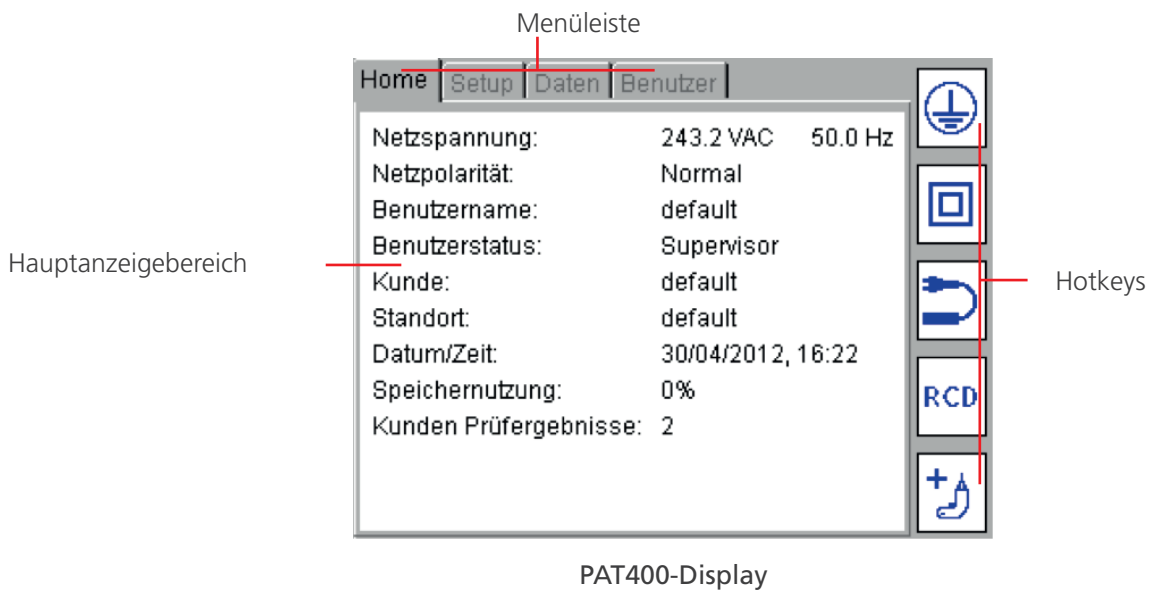 Menüleiste
Home Setup Daten Benutzer
Netzspannung: 243.2 VAC 50.0 Hz
Netzpolarität: Normal
Benutzername: default
Benutzerstatus: Supervisor
Hauptanzeigebereich
Kunde: default
Hotkeys
Standort: default
Datum/Zeit: 30/04/2012, 16:22
Speichernutzung: 0%
RCD
Kunden Prüfergebnisse: 2
PAT400-Display